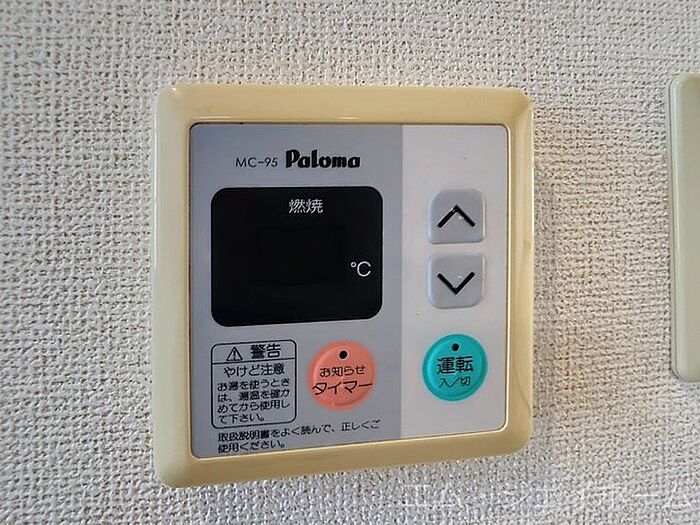 MC-95 Paloma
燃焼
℃
警告
やけど注意
お湯を使うとき
は、湯温を確か
めてから使用し
て下さい。
お知らせ
タイマー
運転
入/切
取扱説明書をよく読んで、正しくご
使用ください。